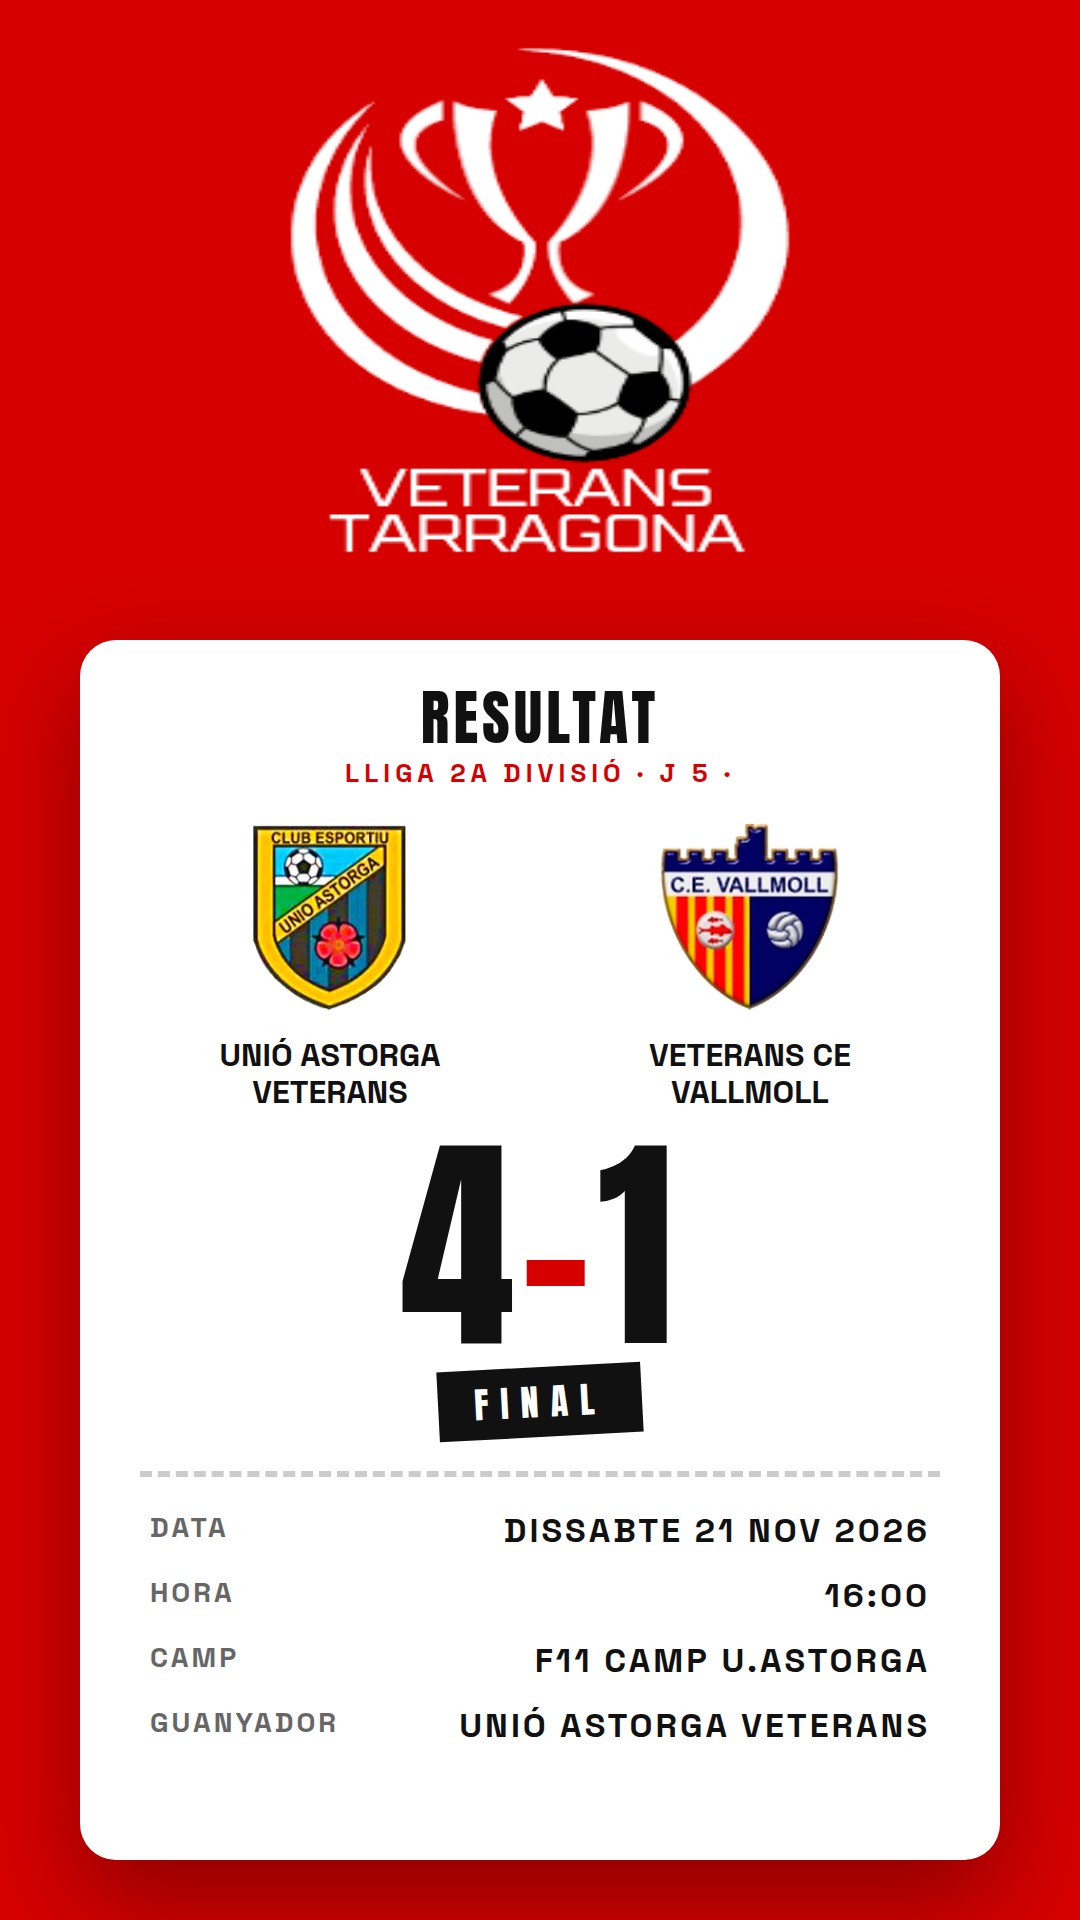 VETERANS
TARRAGONA
RESULTAT
LLIGA 2A DIVISIÓ · J 5 ·
CLUB ESPORTIU
UNIO ASTORGA
C.E. VALLMOLL
UNIÓ ASTORGA
VETERANS
VETERANS CE
VALLMOLL
4-1
FINAL
DATA DISSABTE 21 NOV 2026
HORA 16:00
CAMP F11 CAMP U.ASTORGA
GUANYADOR UNIÓ ASTORGA VETERANS